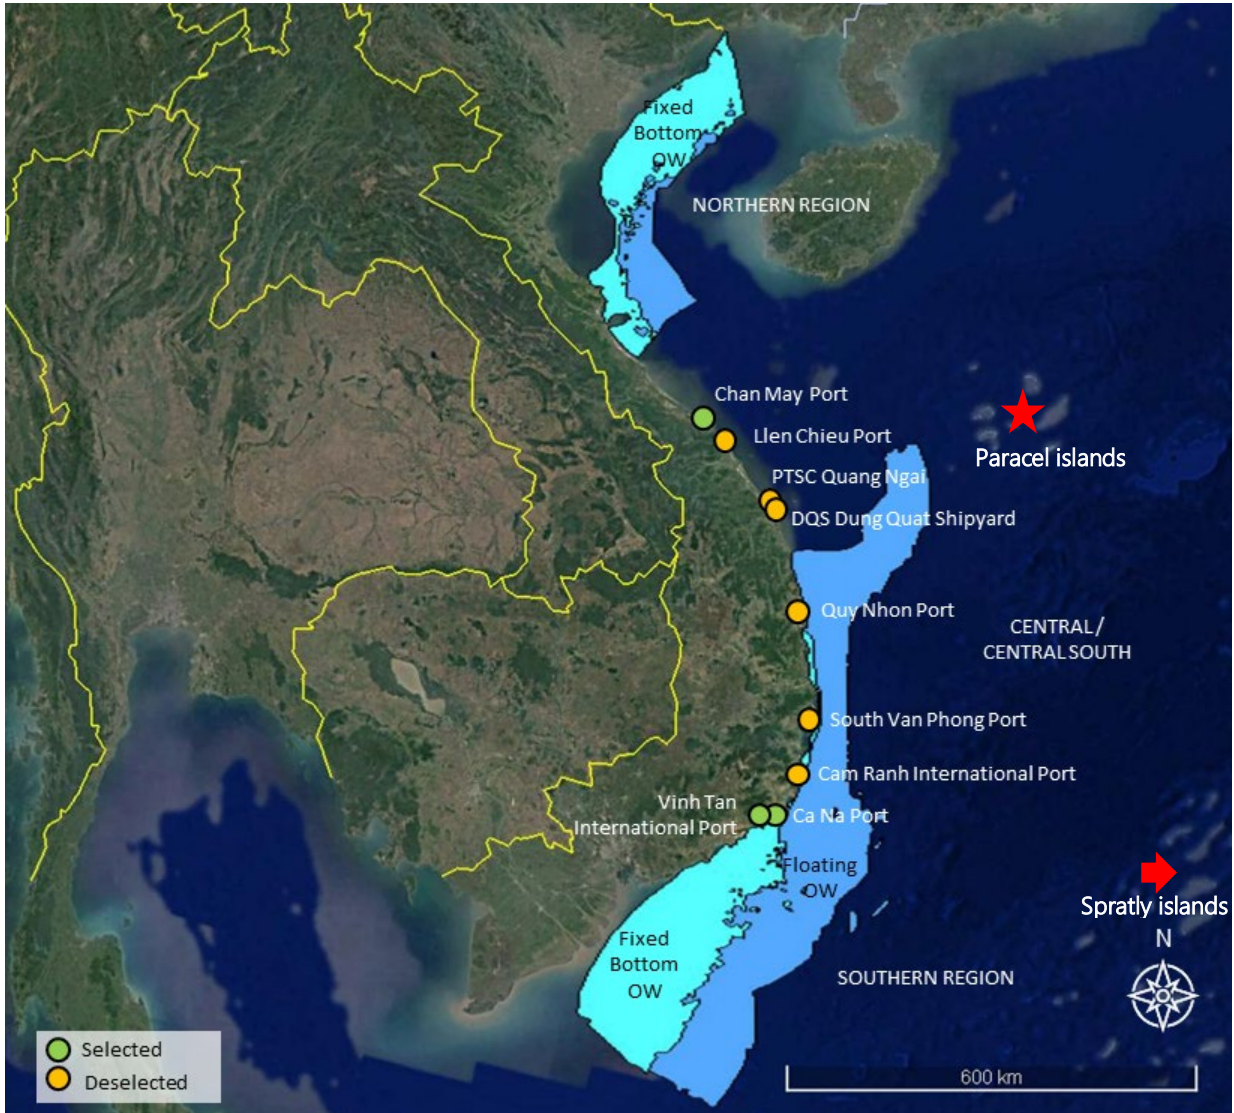 Fixed
Bottom
OW
NORTHERN REGION
Chan May Port
Llen Chieu Port
Paracel islands
PTSC Quang Ngai
DQS Dung Quat Shipyard
Quy Nhon Port
CENTRAL/
CENTRAL SOUTH
South Van Phong Port
Cam Ranh International Port
Vinh Tan
International Port
Ca Na Port
Floating
OW
Spratly islands
Fixed
Bottom
OW
SOUTHERN REGION
N
Selected
Deselected
600 km